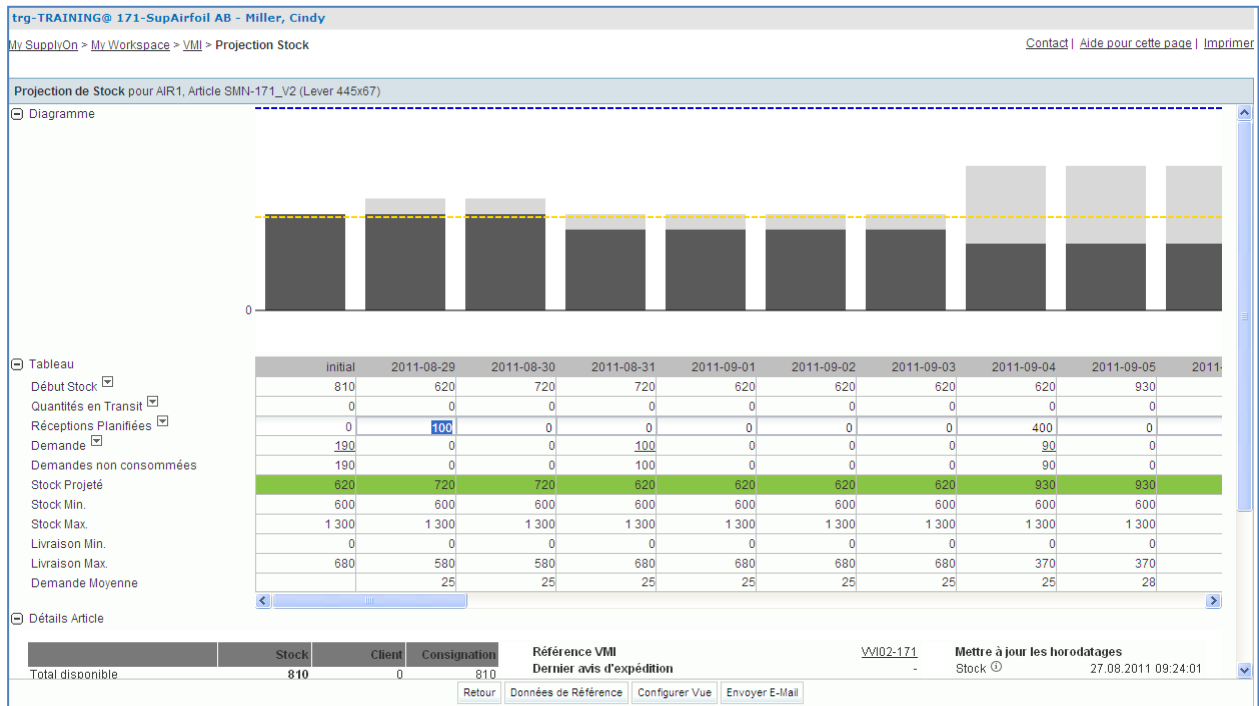 trg-TRAINING@ 171-SupAirfoil AB - Miller, Cindy
My SupplyOn > My Workspace > VMI > Projection Stock Contact | Aide pour cette page | Imprimer
Projection de Stock pour AIR1, Article SMN-171_V2 (Lever 445x67)
Diagramme
0
Tableau initial 2011-08-29 2011-08-30 2011-08-31 2011-09-01 2011-09-02 2011-09-03 2011-09-04 2011-09-05 2011-
Début Stock 810 620 720 720 620 620 620 620 930
Quantités en Transit 0 0 0 0 0 0 0 0 0
Réceptions Planifiées 0 100 0 0 0 0 0 400 0
Demande 190 0 0 100 0 0 0 90 0
Demandes non consommées 190 0 0 100 0 0 0 90 0
Stock Projeté 620 720 720 620 620 620 620 930 930
Stock Min. 600 600 600 600 600 600 600 600 600
Stock Max. 1 300 1 300 1 300 1 300 1 300 1 300 1 300 1 300 1 300
Livraison Min. 0 0 0 0 0 0 0 0 0
Livraison Max. 680 580 580 680 680 680 680 370 370
Demande Moyenne 25 25 25 25 25 25 25 28
Détails Article
Stock Client Consignation Référence VMI VVI02-171 Mettre à jour les horodatages
Total disponible 810 0 810 Dernier avis d'expédition - Stock 27.08.2011 09:24:01
Retour Données de Référence Configurer Vue Envoyer E-Mail